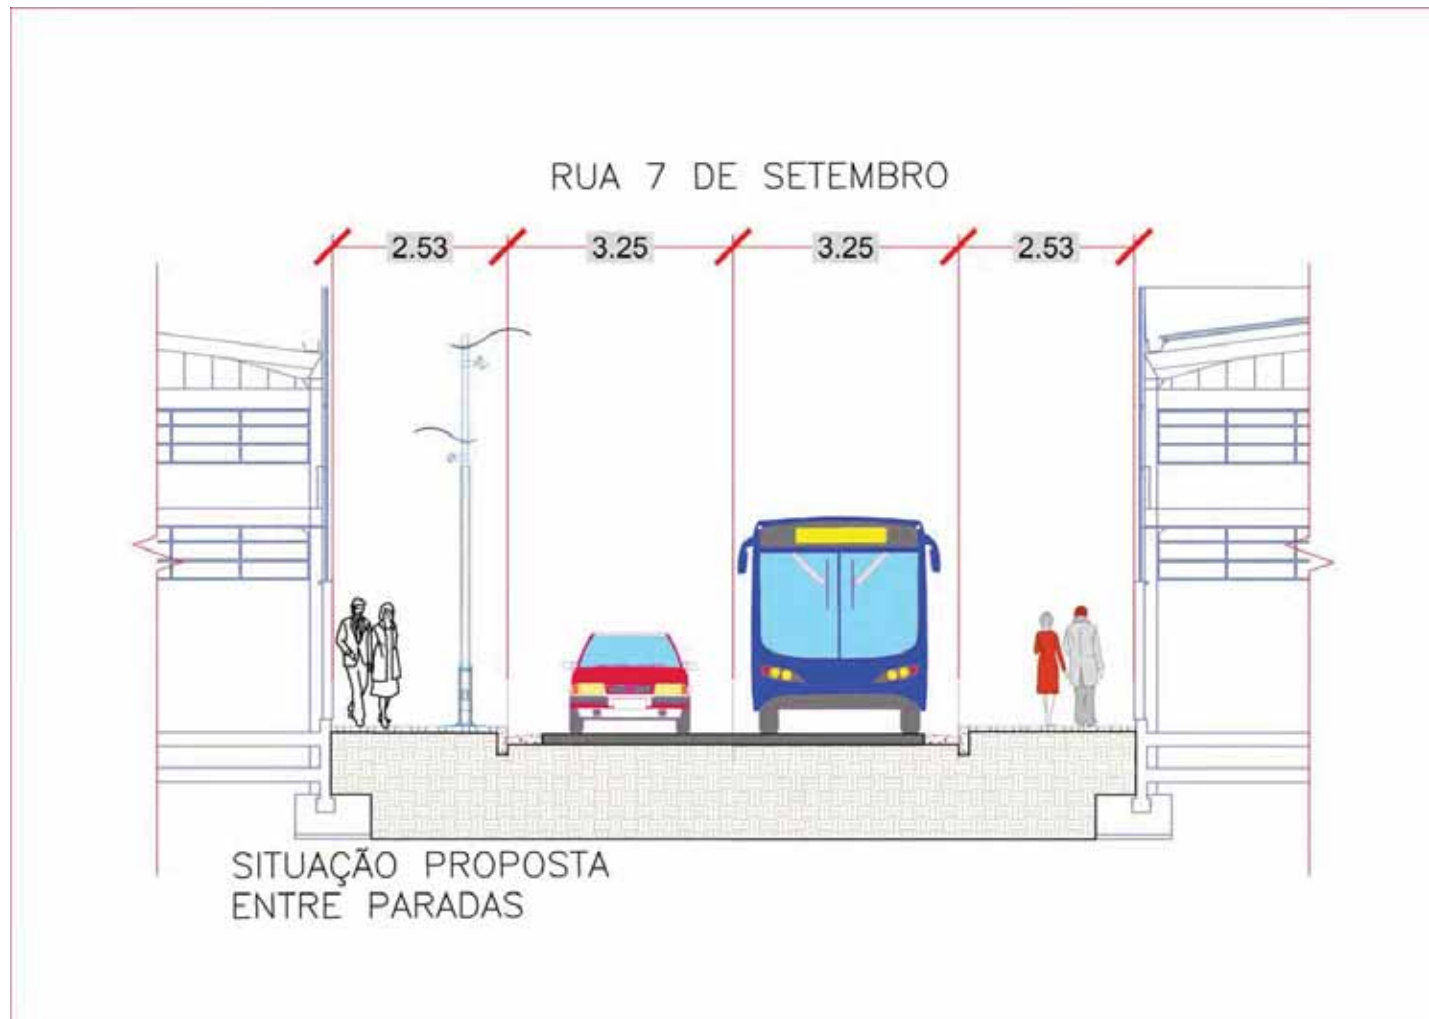 RUA 7 DE SETEMBRO
2.53 3.25 3.25 2.53
SITUAÇÃO PROPOSTA
ENTRE PARADAS